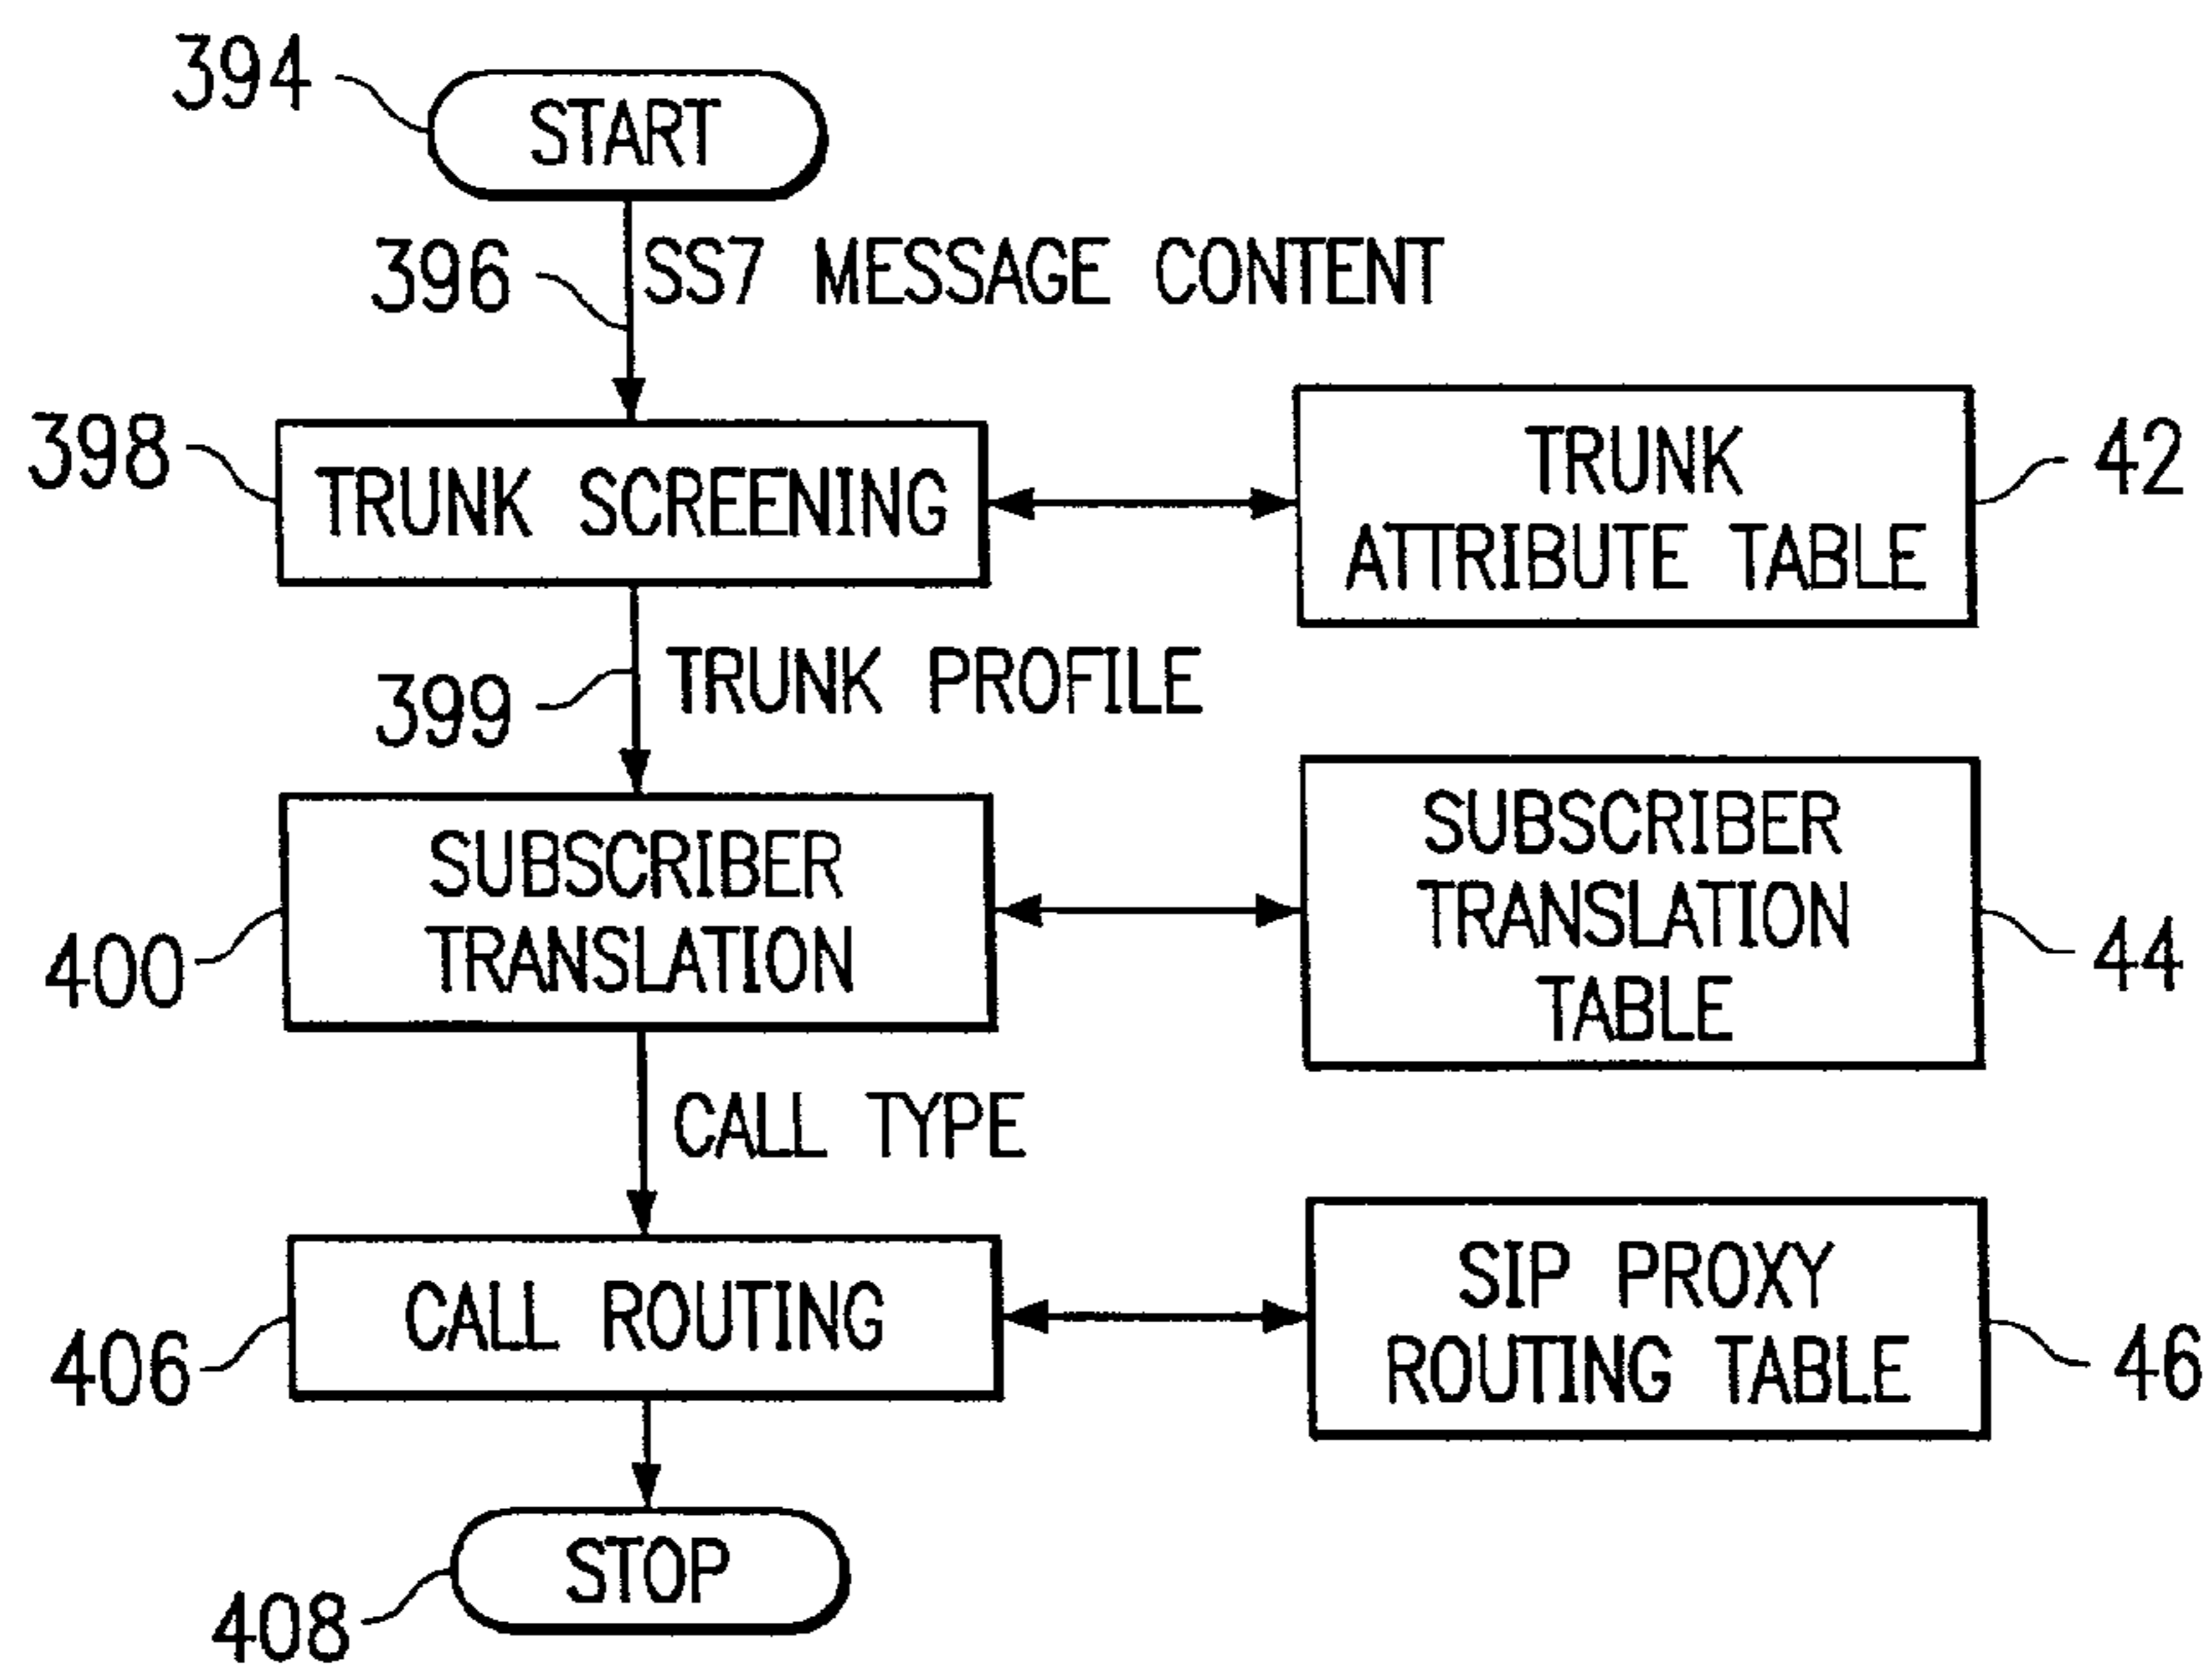 394
START
396
SS7 MESSAGE CONTENT
398
TRUNK SCREENING
TRUNK
ATTRIBUTE TABLE
42
399
TRUNK PROFILE
400
SUBSCRIBER
TRANSLATION
SUBSCRIBER
TRANSLATION
TABLE
44
CALL TYPE
406
CALL ROUTING
SIP PROXY
ROUTING TABLE
46
408
STOP